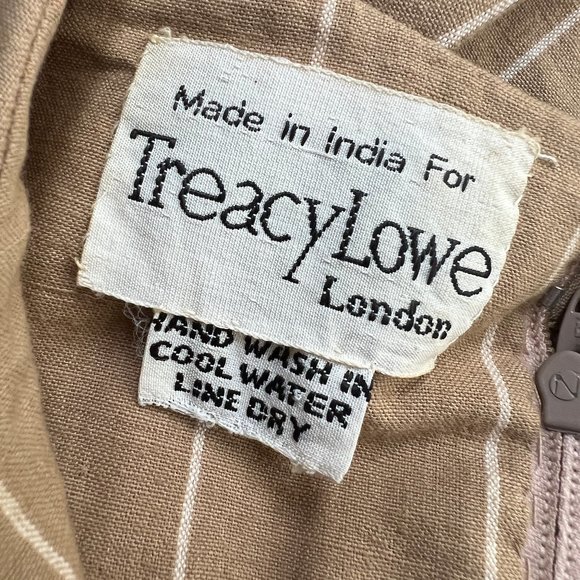 Made in India For
TreacyLowe
London
HAND WASH IN
COOL WATER
LINE DRY